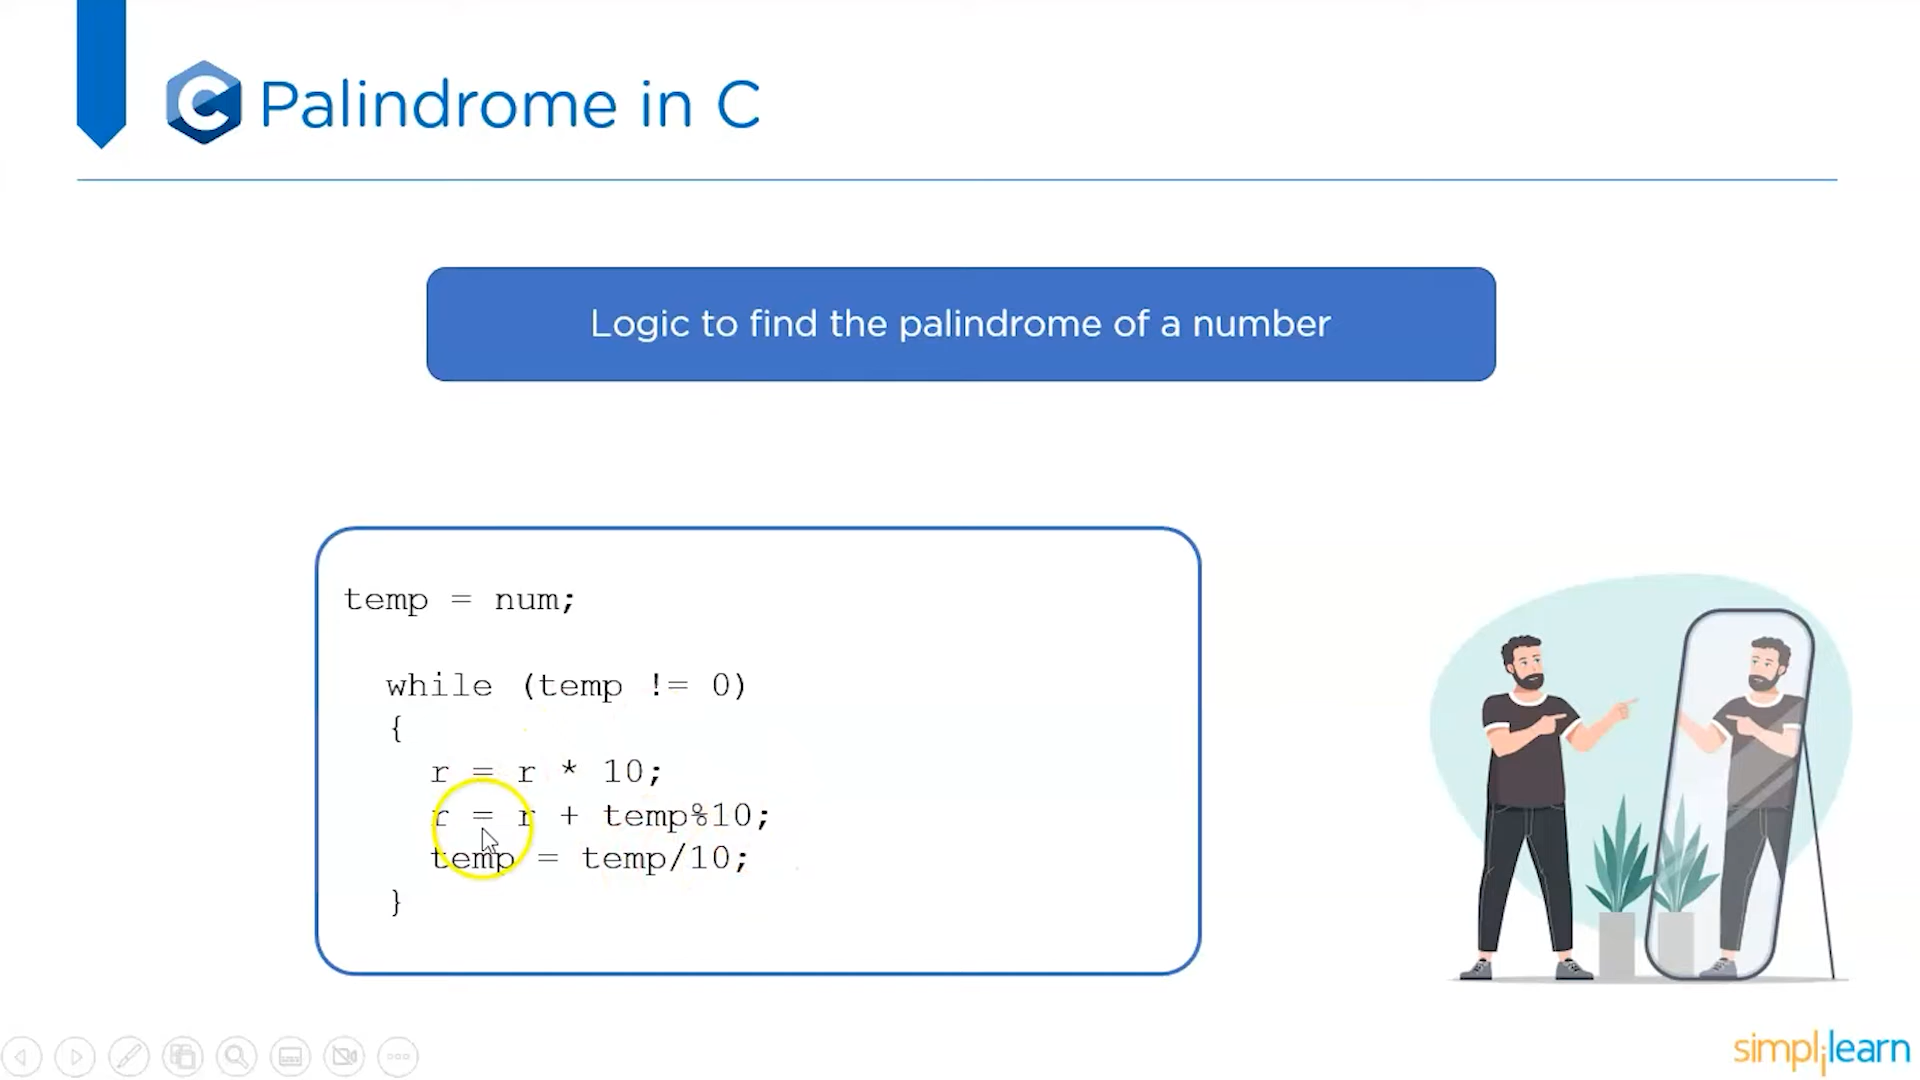 Palindrome in C
Logic to find the palindrome of a number
temp = num;
while (temp != 0)
{
r = r * 10;
r = r + temp%10;
temp = temp/10;
}
simplilearn